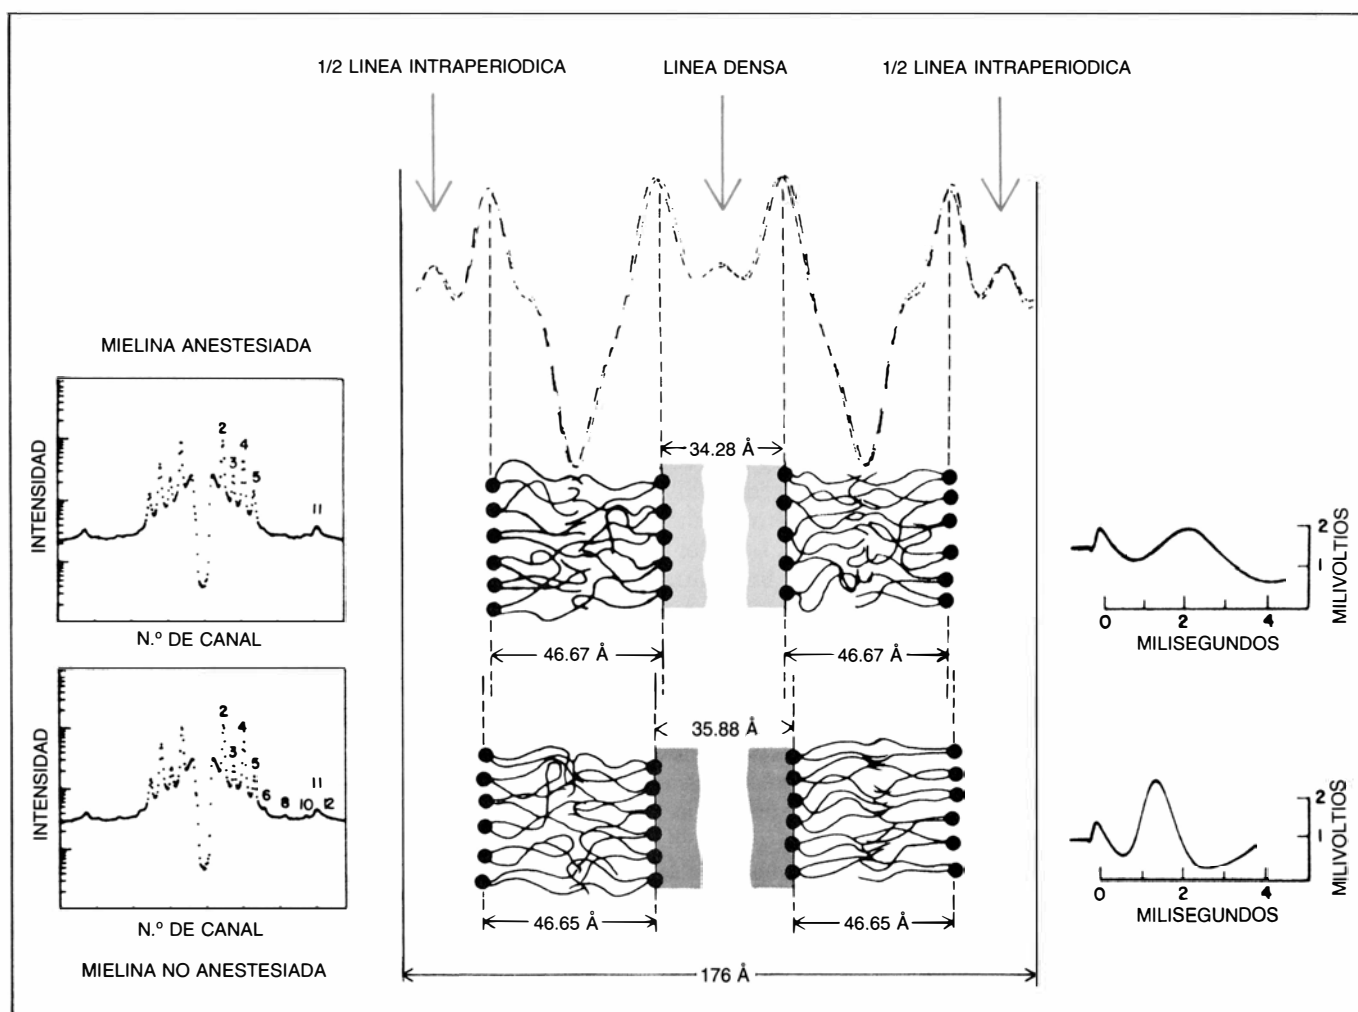 1/2 LINEA INTRAPERIODICA
LINEA DENSA
1/2 LINEA INTRAPERIODICA
MIELINA ANESTESIADA
INTENSIDAD
2
3
4
5
11
N.º DE CANAL
34.28 Å
46.67 Å
46.67 Å
2
1
MILIVOLTIOS
0 2 4
MILISEGUNDOS
INTENSIDAD
2
3
4
5
6
8
10
11
12
N.º DE CANAL
MIELINA NO ANESTESIADA
35.88 Å
46.65 Å
46.65 Å
176 Å
2
1
MILIVOLTIOS
0 2 4
MILISEGUNDOS